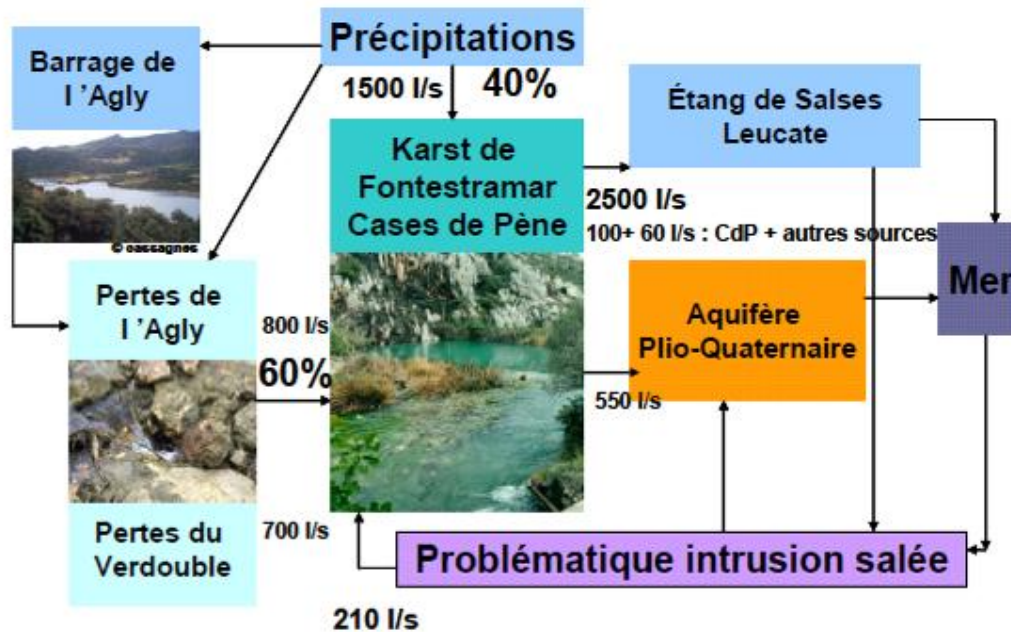 Précipitations
Barrage de
l 'Agly
1500 l/s
40%
Étang de Salses
Leucate
Karst de
Fontestramar
Cases de Pène
2500 l/s
100+ 60 l/s : CdP + autres sources
© cassagnes
Mer
Pertes de
l 'Agly
800 l/s
60%
Aquifère
Plio-Quaternaire
550 l/s
Pertes du
Verdouble
700 l/s
Problématique intrusion salée
210 l/s